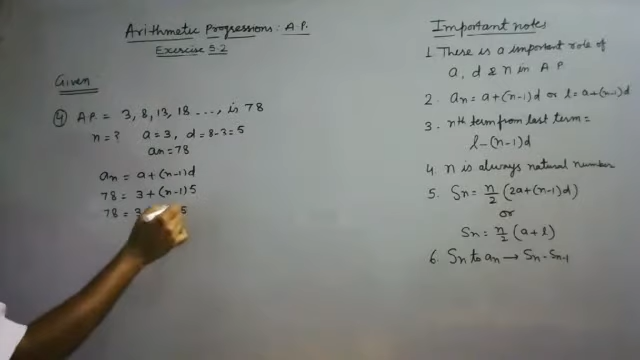 Arithmetic Progressions: A.P.
Exercise 5.2
Given
④ A.P. = 3, 8, 13, 18 ...., is 78
n = ? a = 3, d = 8-3 = 5
an = 78
an = a + (n-1)d
78 = 3 + (n-1)5
78 = 3 5
Important notes
1. There is a important role of
a, d & n in A P
2. an = a + (n-1)d or l = a + (n-1)d
3. nth term from last term =
l - (n-1)d
4. n is always natural number
5. Sn = n/2 (2a + (n-1)d)
or
Sn = n/2 (a + l)
6. Sn to an → Sn - Sn-1